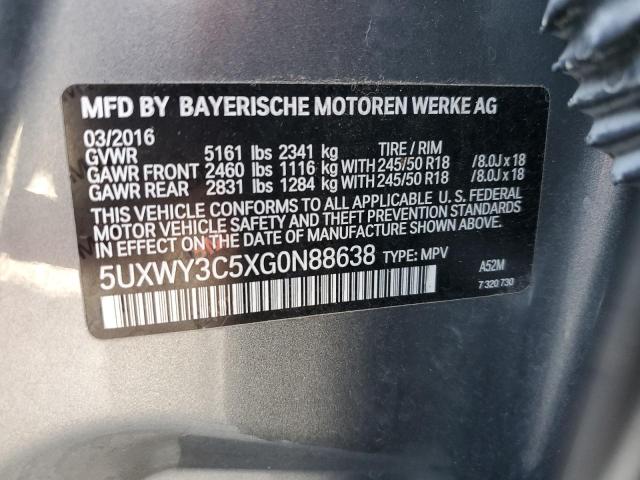 MFD BY BAYERISCHE MOTOREN WERKE AG
03/2016
GVWR 5161 lbs 2341 kg TIRE / RIM
GAWR FRONT 2460 lbs 1116 kg WITH 245/50 R18 /8.0J x 18
GAWR REAR 2831 lbs 1284 kg WITH 245/50 R18 /8.0J x 18
THIS VEHICLE CONFORMS TO ALL APPLICABLE U. S. FEDERAL
MOTOR VEHICLE SAFETY AND THEFT PREVENTION STANDARDS
IN EFFECT ON THE DATE OF MANUFACTURE SHOWN ABOVE.
5UXWY3C5XG0N88638 TYPE: MPV A52M
7 320 730